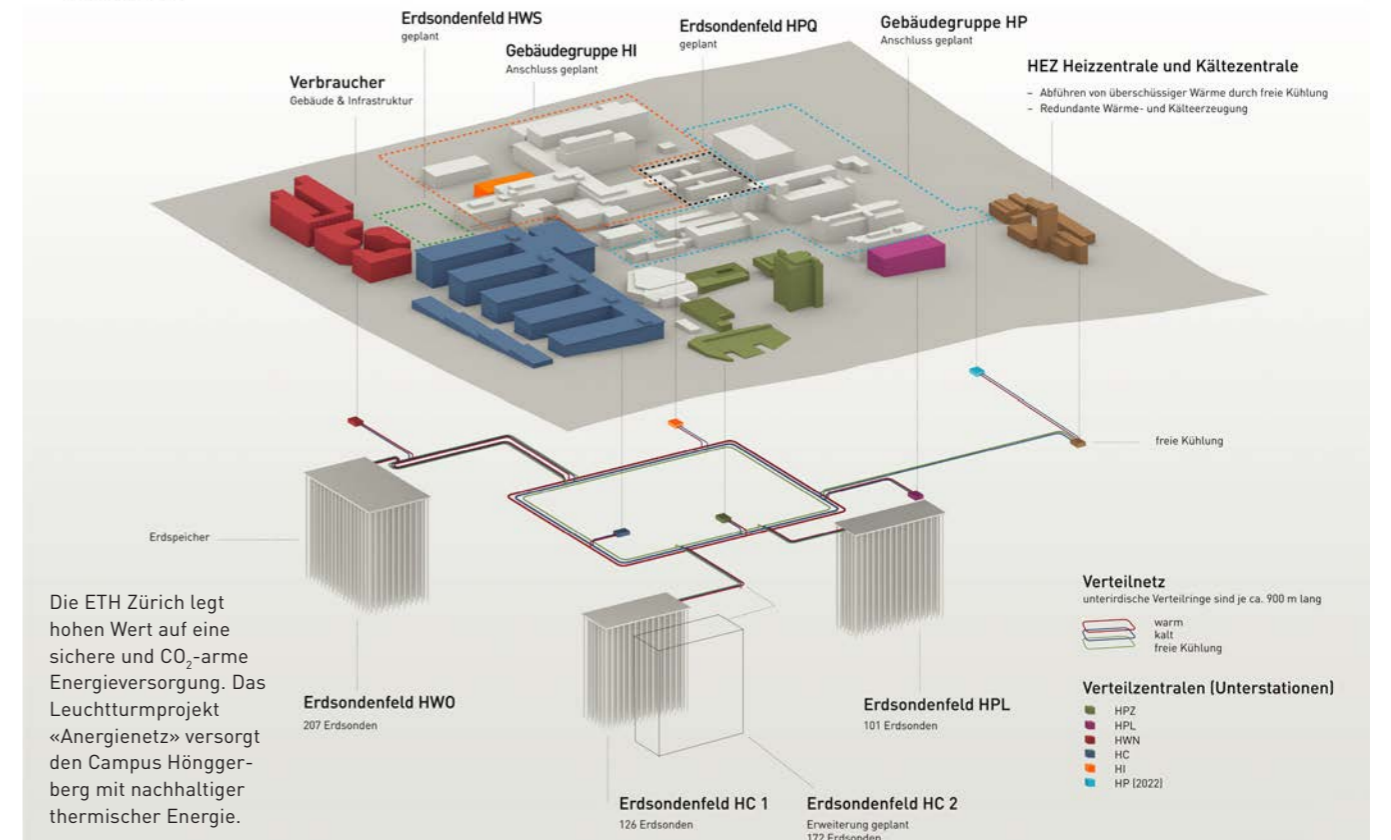 Erdsondenfeld HWS
geplant
Erdsondenfeld HPQ
geplant
Gebäudegruppe HP
Anschluss geplant
Gebäudegruppe HI
Anschluss geplant
HEZ Heizzentrale und Kältezentrale
– Abführen von überschüssiger Wärme durch freie Kühlung
– Redundante Wärme- und Kälteerzeugung
Verbraucher
Gebäude & Infrastruktur
freie Kühlung
Erdspeicher
Die ETH Zürich legt
hohen Wert auf eine
sichere und CO₂-arme
Energieversorgung. Das
Leuchtturmprojekt
«Anergienetz» versorgt
den Campus Höngger-
berg mit nachhaltiger
thermischer Energie.
Erdsondenfeld HWO
207 Erdsonden
Erdsondenfeld HPL
101 Erdsonden
Erdsondenfeld HC 1
126 Erdsonden
Erdsondenfeld HC 2
Erweiterung geplant
172 Erdsonden
Verteilnetz
unterirdische Verteilringe sind je ca. 900 m lang
warm
kalt
freie Kühlung
Verteilzentralen (Unterstationen)
HPZ
HPL
HWN
HC
HI
HP (2022)